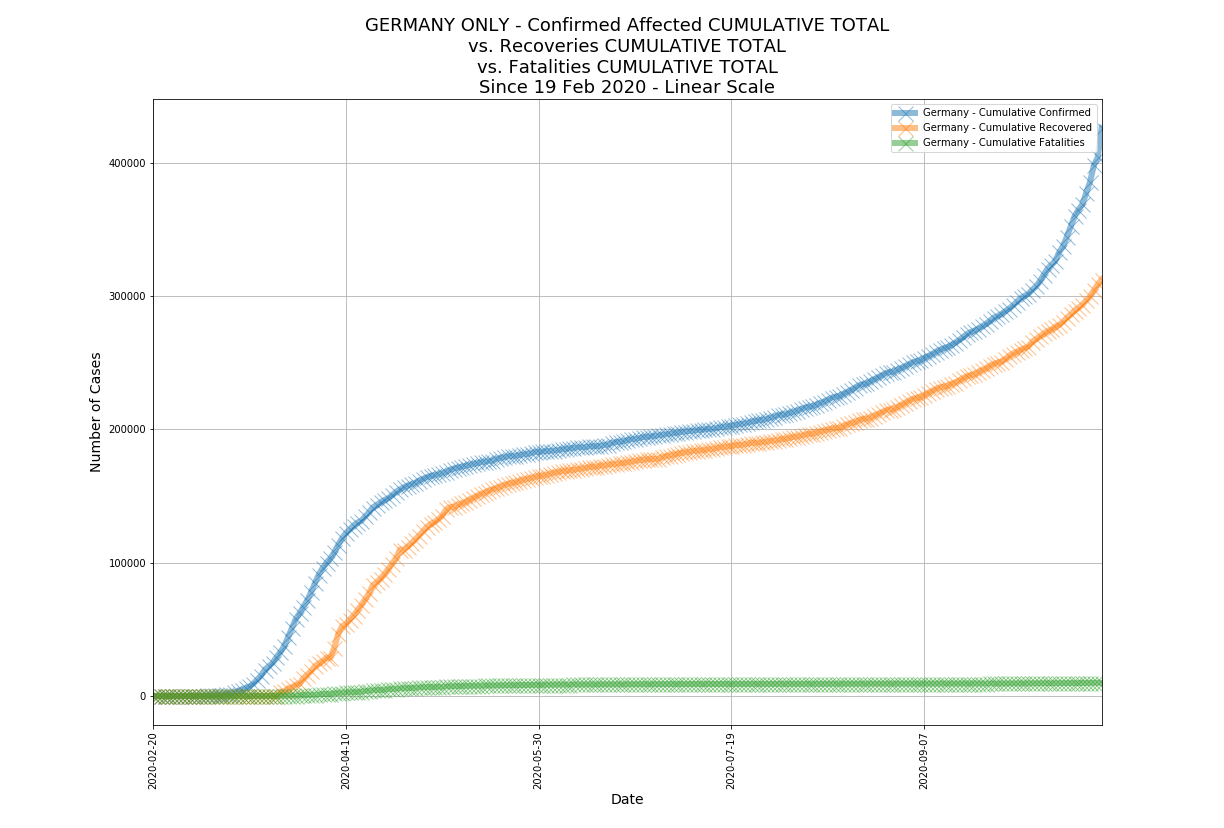 GERMANY ONLY - Confirmed Affected CUMULATIVE TOTAL
vs. Recoveries CUMULATIVE TOTAL
vs. Fatalities CUMULATIVE TOTAL
Since 19 Feb 2020 - Linear Scale
Germany - Cumulative Confirmed
Germany - Cumulative Recovered
Germany - Cumulative Fatalities
Number of Cases
400000
300000
200000
100000
0
2020-02-20
2020-04-10
2020-05-30
2020-07-19
2020-09-07
Date